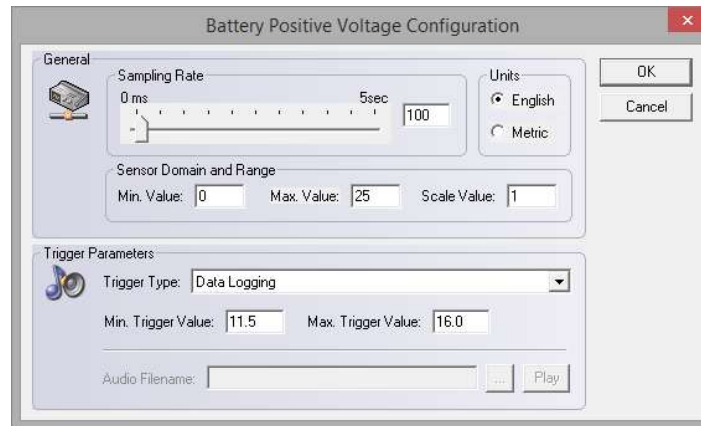 Battery Positive Voltage Configuration
x
General
Sampling Rate
0 ms 5sec
100
Units
English
Metric
OK
Cancel
Sensor Domain and Range
Min. Value: 0 Max. Value: 25 Scale Value: 1
Trigger Parameters
Trigger Type: Data Logging
Min. Trigger Value: 11.5 Max. Trigger Value: 16.0
Audio Filename: ... Play